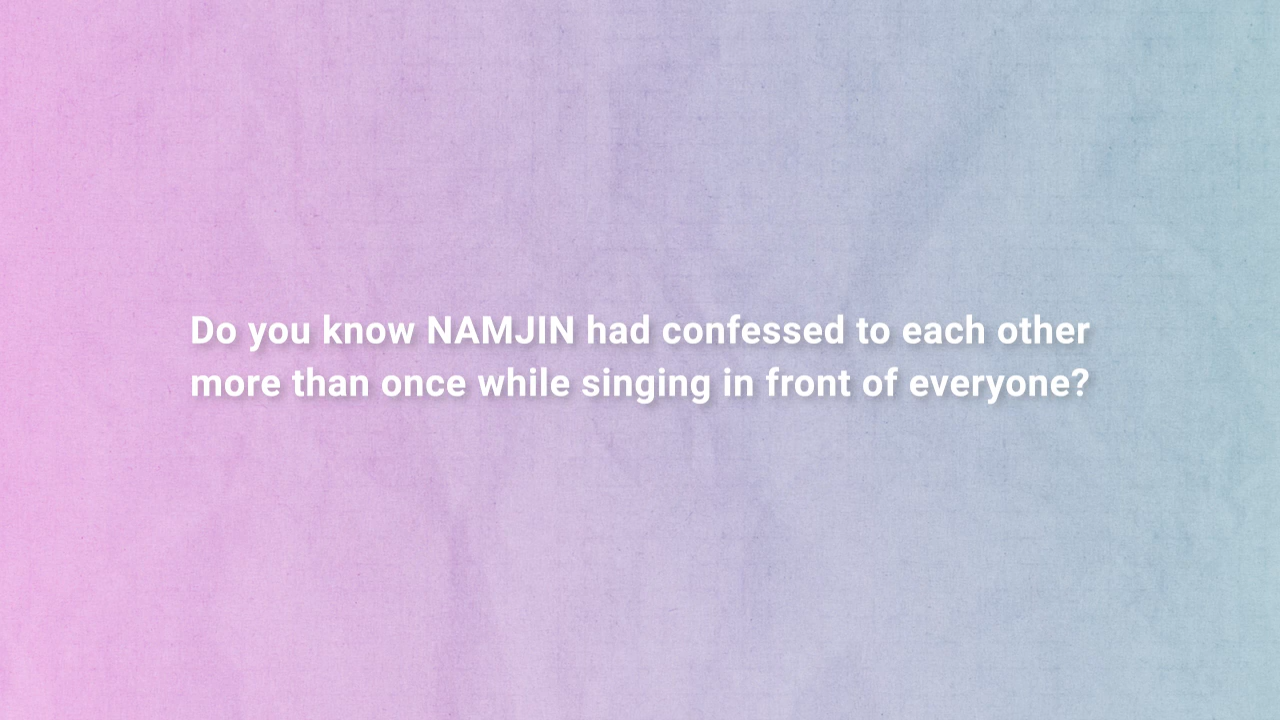 Do you know NAMJIN had confessed to each other
more than once while singing in front of everyone?